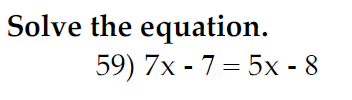 Solve the equation.
59) 7x - 7 = 5x - 8